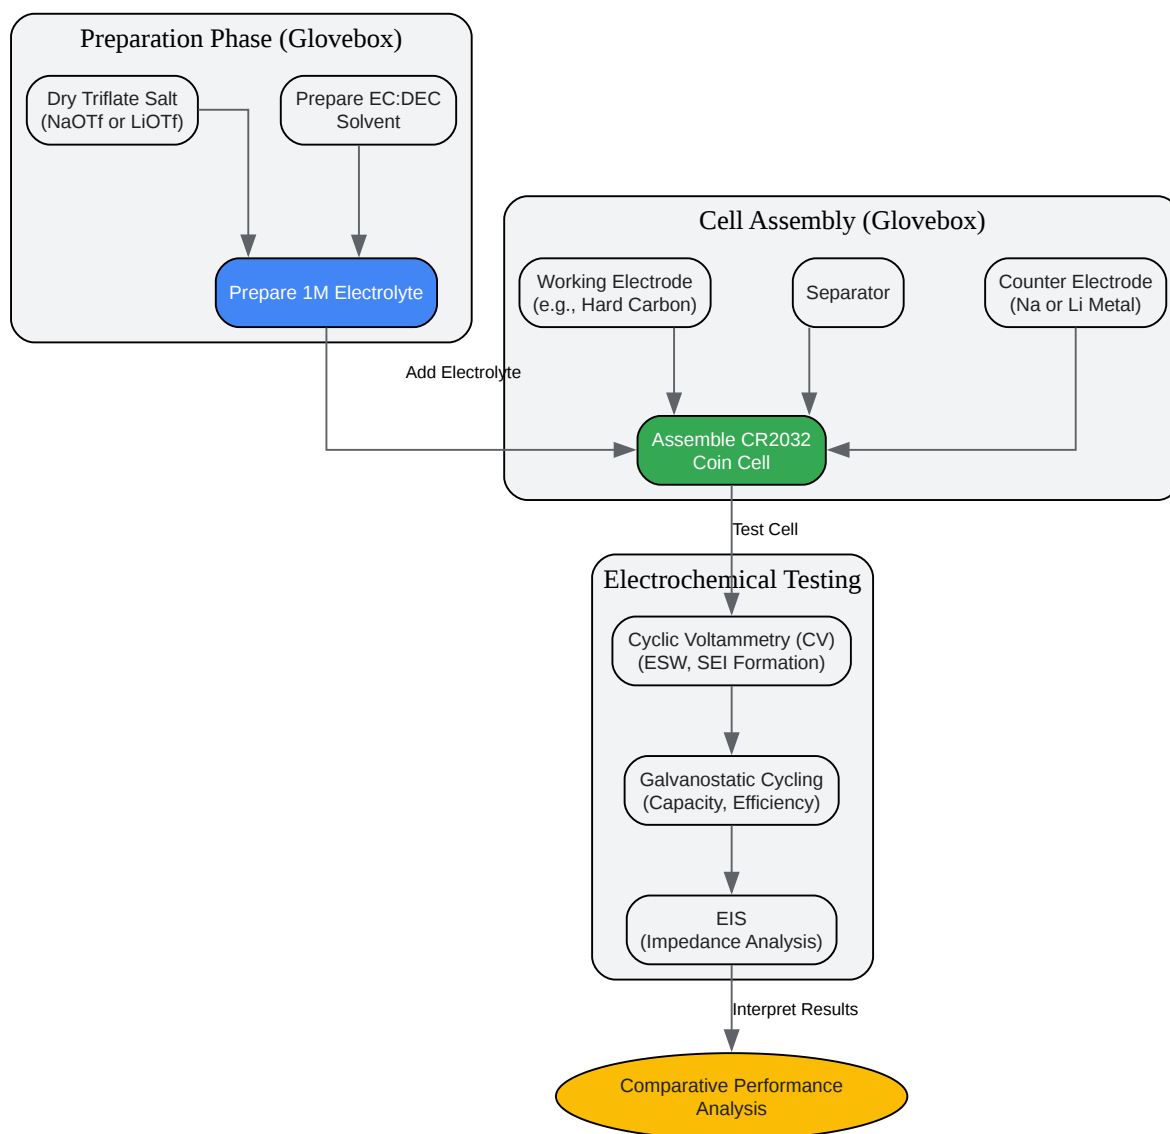 Preparation Phase (Glovebox)
Dry Triflate Salt
(NaOTf or LiOTf)
Prepare EC:DEC
Solvent
Prepare 1M Electrolyte
Add Electrolyte
Cell Assembly (Glovebox)
Working Electrode
(e.g., Hard Carbon)
Separator
Counter Electrode
(Na or Li Metal)
Assemble CR2032
Coin Cell
Test Cell
Electrochemical Testing
Cyclic Voltammetry (CV)
(ESW, SEI Formation)
Galvanostatic Cycling
(Capacity, Efficiency)
EIS
(Impedance Analysis)
Interpret Results
Comparative Performance
Analysis